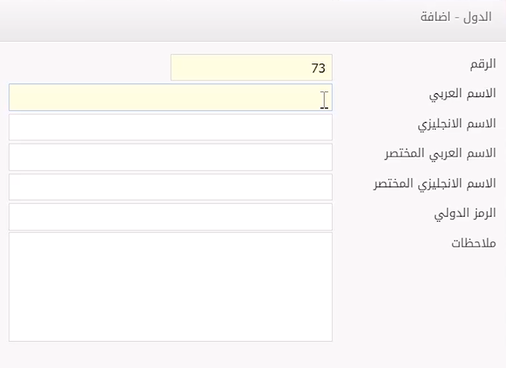 الدول - اضافة
الرقم
73
الاسم العربي
الاسم الانجليزي
الاسم العربي المختصر
الاسم الانجليزي المختصر
الرمز الدولي
ملاحظات